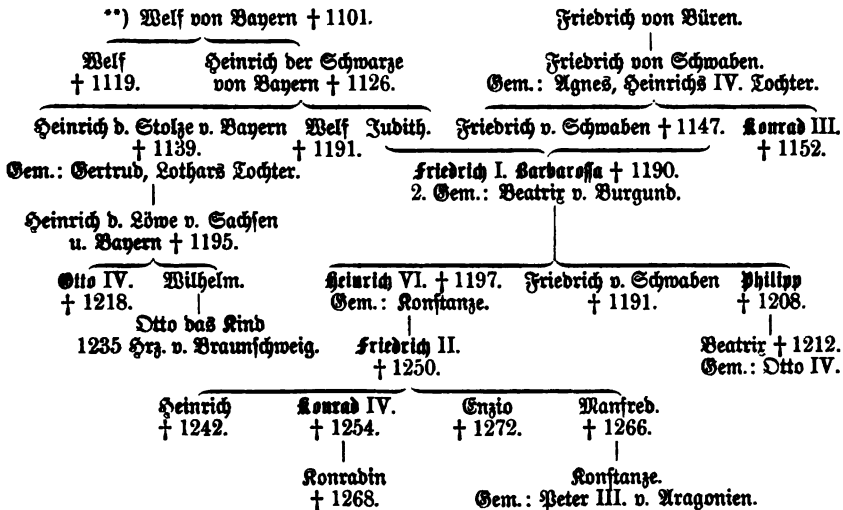 **) Welf von Bayern † 1101. Friedrich von Büren.
Welf Heinrich der Schwarze Friedrich von Schwaben.
† 1119. von Bayern † 1126. Gem.: Agnes, Heinrichs IV. Tochter.
Heinrich d. Stolze v. Bayern Welf Judith. Friedrich v. Schwaben † 1147. Konrad III.
† 1139. † 1191. † 1152.
Gem.: Gertrud, Lothars Tochter. Friedrich I. Barbarossa † 1190.
2. Gem.: Beatrix v. Burgund.
Heinrich d. Löwe v. Sachsen
u. Bayern † 1195.
Otto IV. Wilhelm. Heinrich VI. † 1197. Friedrich v. Schwaben Philipp
† 1218. Gem.: Konstanze. † 1191. † 1208.
Otto das Kind
1235 Hrz. v. Braunschweig. Friedrich II. Beatrix † 1212.
† 1250. Gem.: Otto IV.
Heinrich Konrad IV. Enzio Manfred.
† 1242. † 1254. † 1272. † 1266.
Konradin Konstanze.
† 1268. Gem.: Peter III. v. Aragonien.